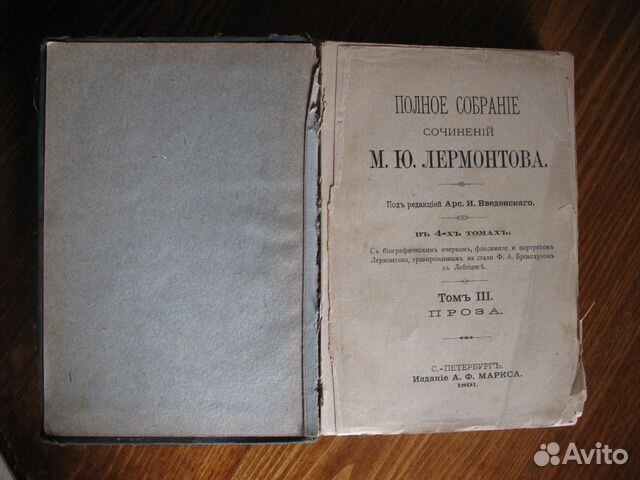 ПОЛНОЕ СОБРАНІЕ
СОЧИНЕНІЙ
М. Ю. ЛЕРМОНТОВА.
Подъ редакціей Арс. И. Введенскаго.
ВЪ 4-ХЪ ТОМАХЪ.
Съ біографическимъ очеркомъ, факсимиле и портретомъ
Лермонтова, гравированнымъ на стали Ф. А. Брокгаузомъ
въ Лейпцигѣ.
Томъ III.
ПРОЗА.
С.-ПЕТЕРБУРГЪ.
Изданіе А. Ф. МАРКСА.
1891.
Avito